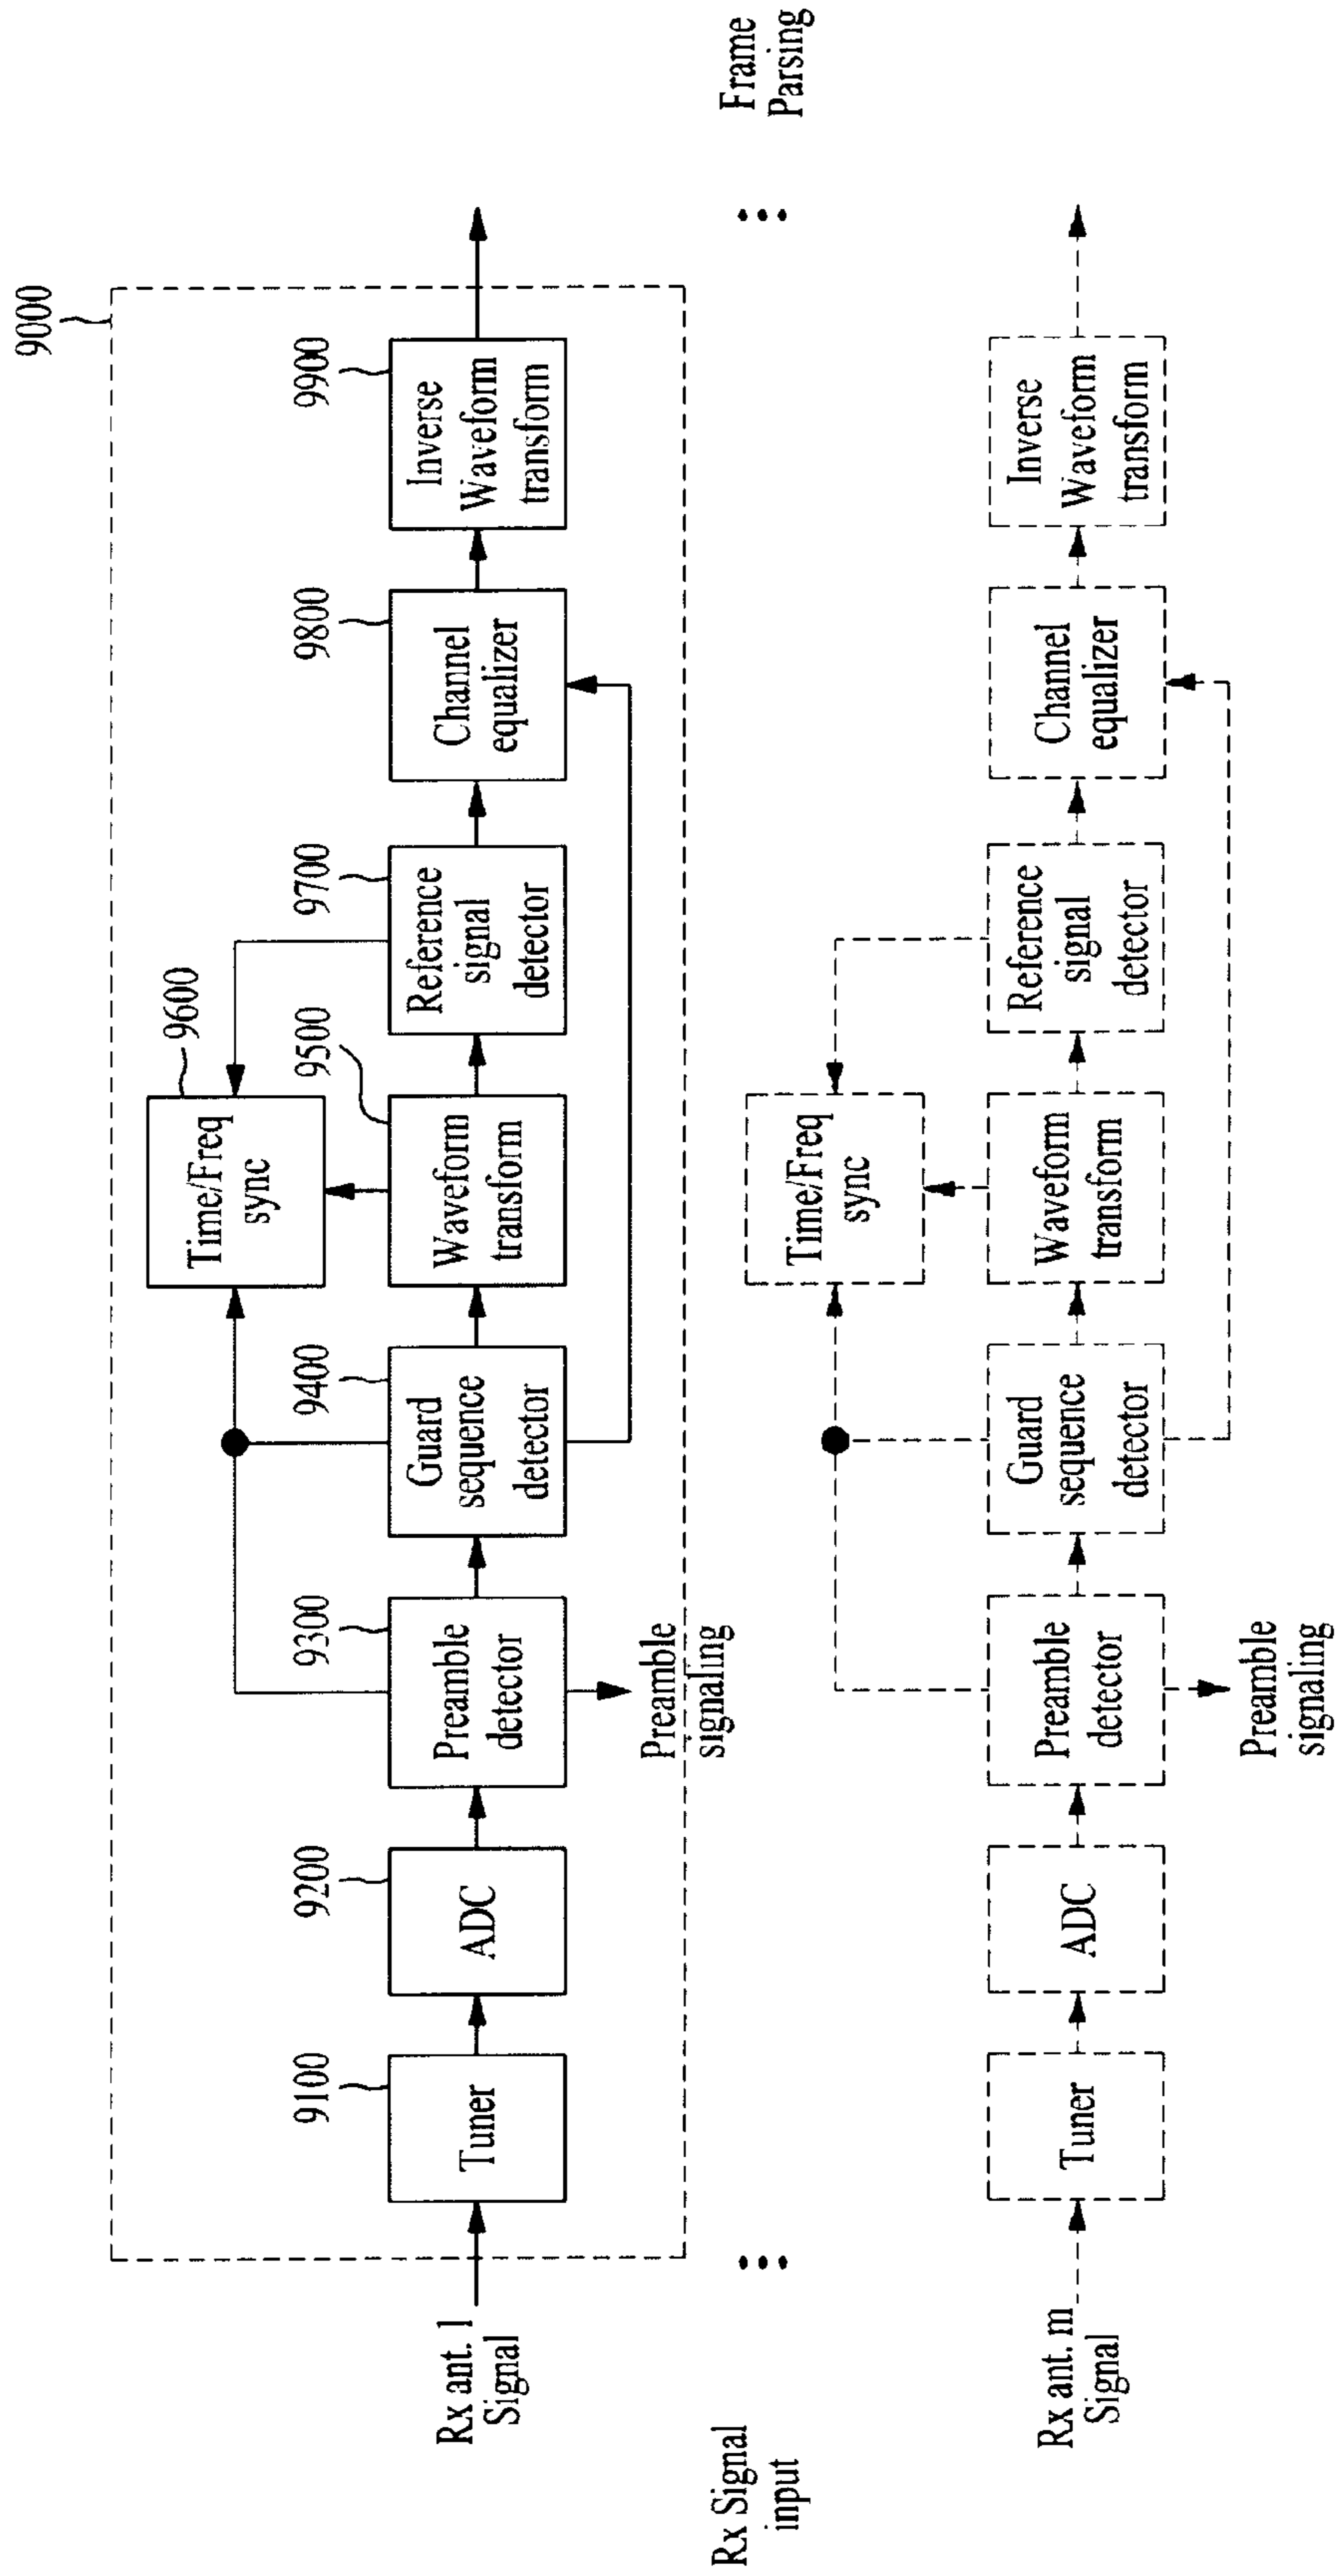 9000
9600
Time/Freq
sync
9100
9200
9300
9400
9500
9700
9800
9900
Rx ant. 1
Signal
Tuner
ADC
Preamble
detector
Guard
sequence
detector
Waveform
transform
Reference
signal
detector
Channel
equalizer
Inverse
Waveform
transform
Preamble
signaling
Rx Signal
input
Frame
Parsing
Time/Freq
sync
Rx ant. m
Signal
Tuner
ADC
Preamble
detector
Guard
sequence
detector
Waveform
transform
Reference
signal
detector
Channel
equalizer
Inverse
Waveform
transform
Preamble
signaling